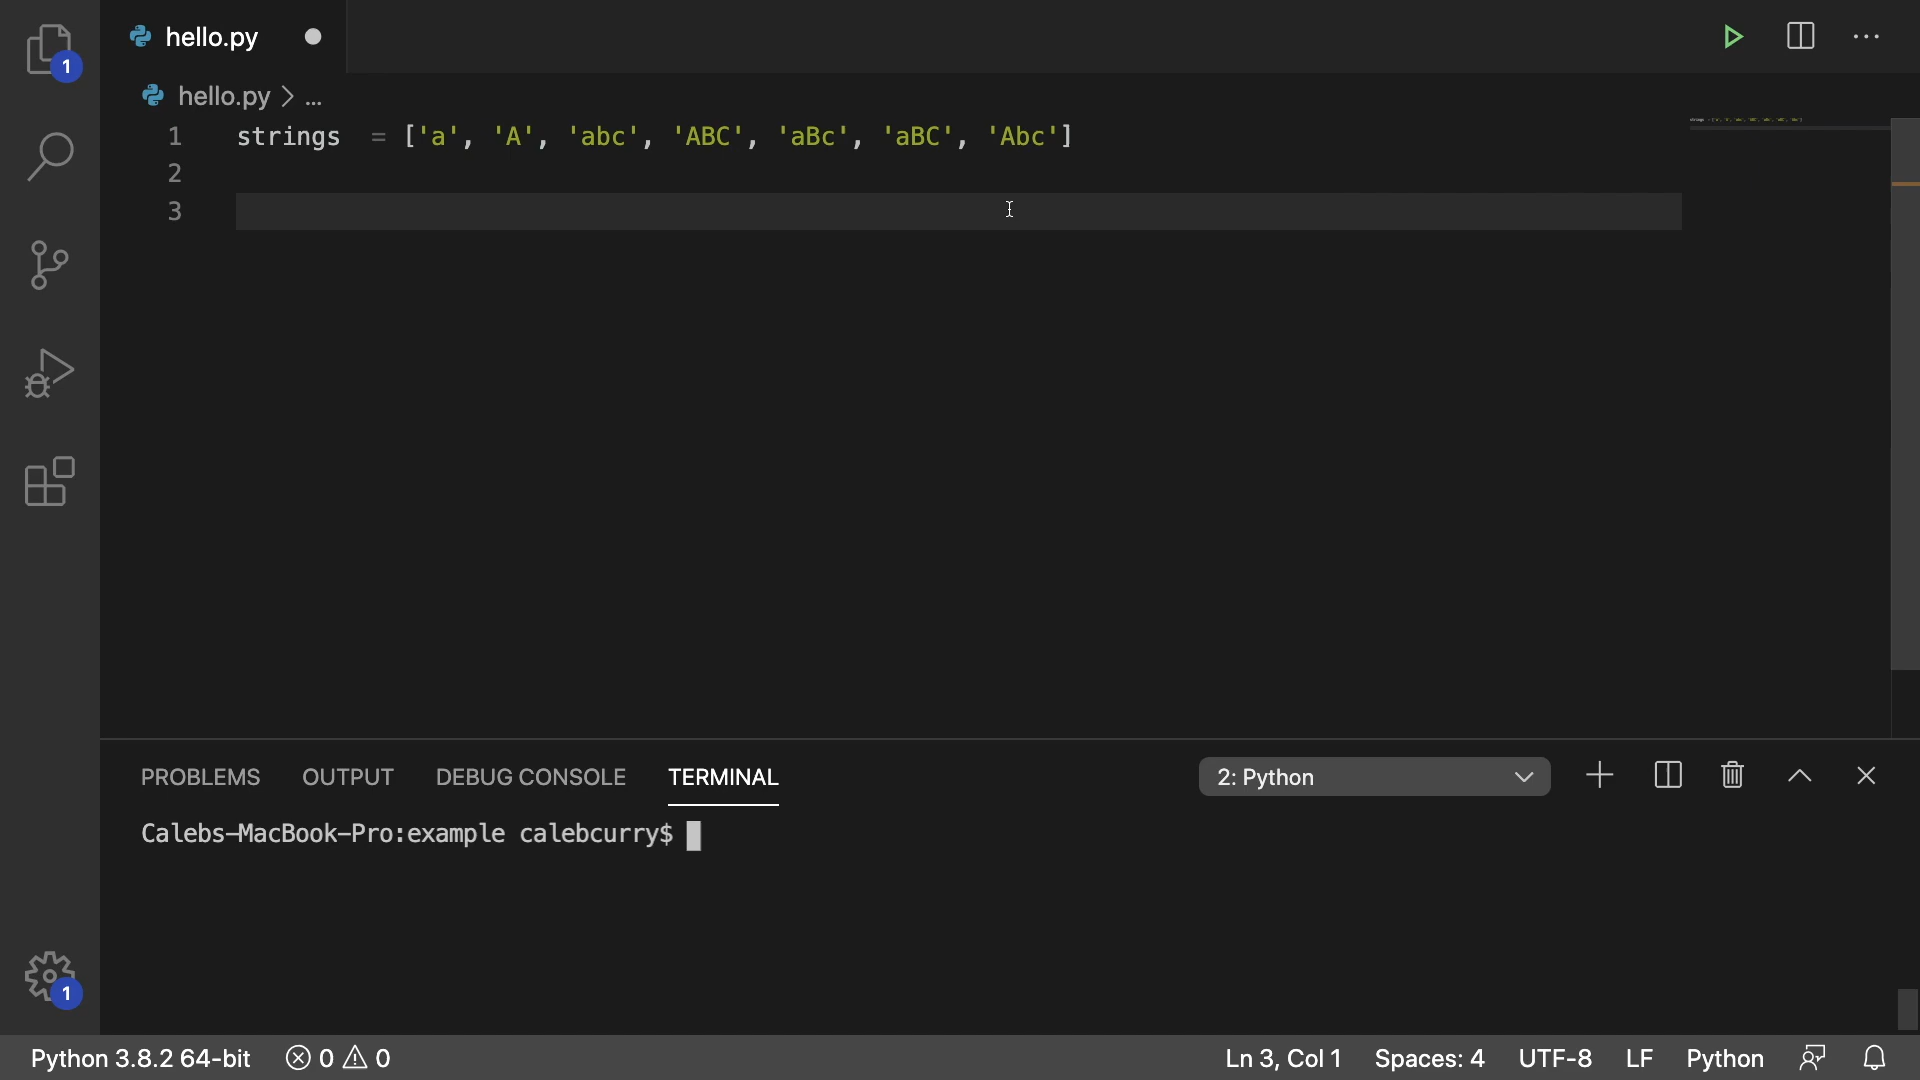 1
hello.py
hello.py > ...
1 strings  = ['a', 'A', 'abc', 'ABC', 'aBc', 'aBC', 'Abc']
2
3
PROBLEMS OUTPUT DEBUG CONSOLE TERMINAL 2: Python
Calebs-MacBook-Pro:example calebcurry$
1
Python 3.8.2 64-bit 0 0 Ln 3, Col 1 Spaces: 4 UTF-8 LF Python